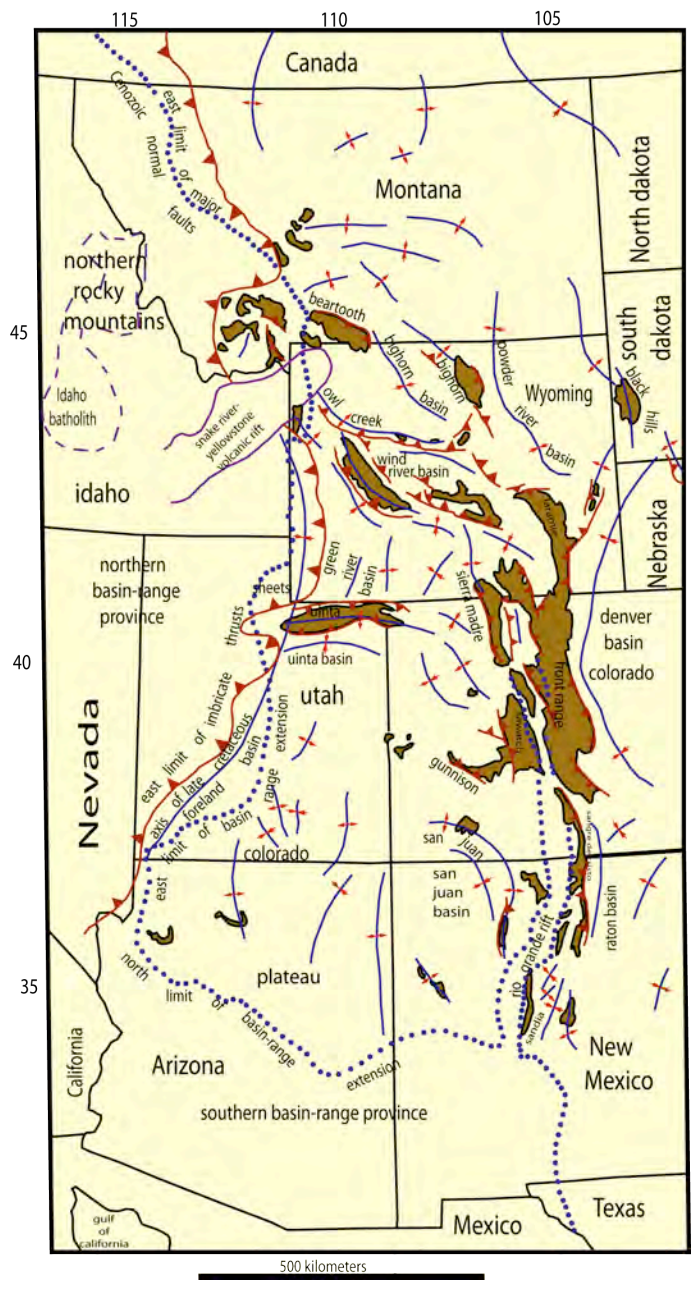 115
110
105
Canada
Cenozoic
normal
faults
east
limit
of
major
Montana
North dakota
northern
rocky
mountains
45
beartooth
bighorn
basin
bighorn
powder
river
basin
Wyoming
south
dakota
black
hills
Idaho
batholith
snake river-
yellowstone
volcanic rift
owl
creek
wind
river basin
idaho
laramie
Nebraska
northern
basin-range
province
green
river
basin
sierra madre
sheets
thrusts
uinta
uinta basin
denver
basin
colorado
40
utah
Nevada
east limit of imbricate
axis of late cretaceous
foreland basin
east limit of basin range extension
front range
sawatch
gunnison
san
juan
colorado
san
juan
basin
raton basin
rio grande rift
35
north
limit
of
basin-range
extension
plateau
sandia
California
Arizona
New
Mexico
southern basin-range province
gulf
of
california
Mexico
Texas
500 kilometers